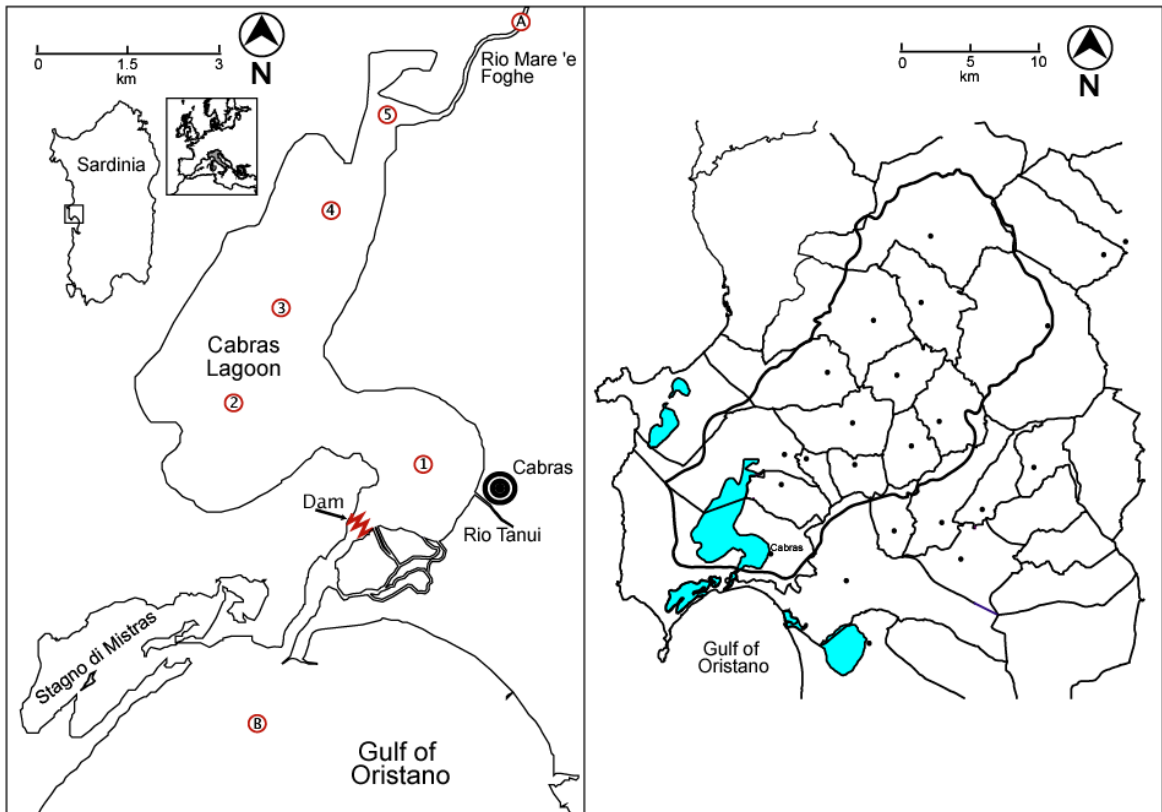 A
0 1.5 3
km
N
Rio Mare 'e
Foghe
5
Sardinia
4
3
Cabras
Lagoon
2
1
Cabras
Dam
Rio Tanui
Stagno di Mistras
B
Gulf of
Oristano
0 5 10
km
N
Cabras
Gulf of
Oristano